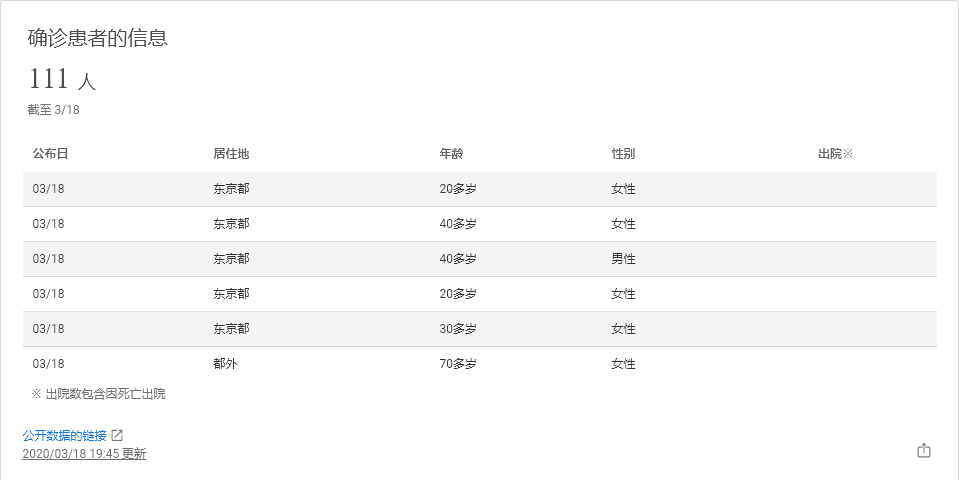 确诊患者的信息
111 人
截至 3/18
公布日 居住地 年龄 性别 出院※
03/18 东京都 20多岁 女性
03/18 东京都 40多岁 女性
03/18 东京都 40多岁 男性
03/18 东京都 20多岁 女性
03/18 东京都 30多岁 女性
03/18 都外 70多岁 女性
※ 出院数包含因死亡出院
公开数据的链接
2020/03/18 19:45 更新